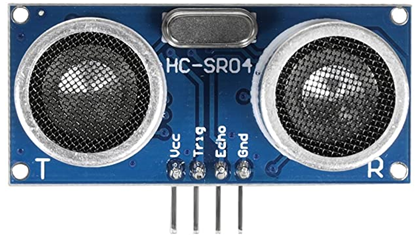 HC-SR04
Vcc
Trig
Echo
Gnd
T
R